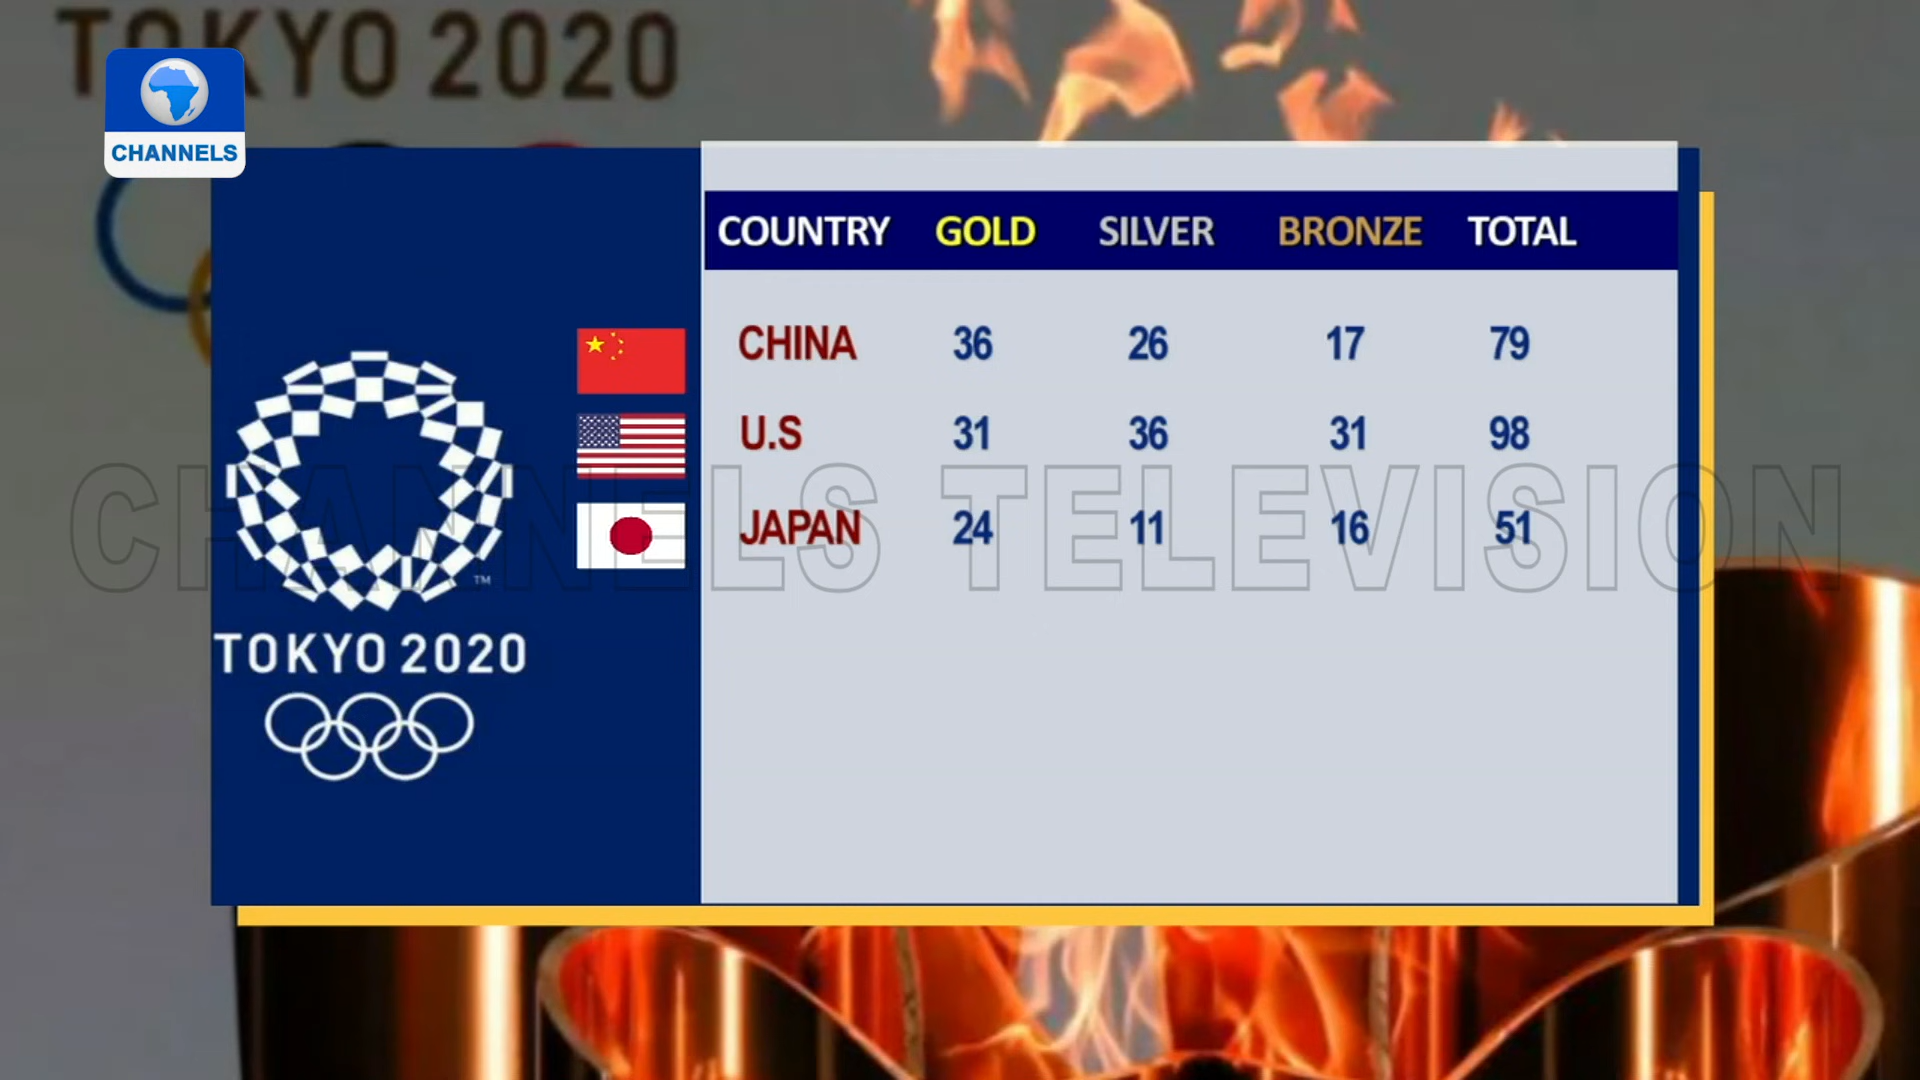 TOKYO 2020
CHANNELS
COUNTRY GOLD SILVER BRONZE TOTAL
CHINA 36 26 17 79
U.S 31 36 31 98
JAPAN 24 11 16 51
CHANNELS TELEVISION
TM
TOKYO 2020